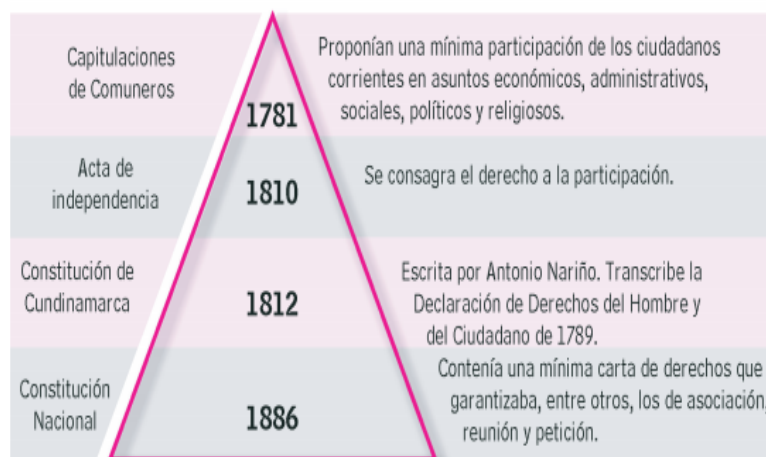 Capitulaciones
de Comuneros
1781
Proponían una mínima participación de los ciudadanos
corrientes en asuntos económicos, administrativos,
sociales, políticos y religiosos.
Acta de
independencia
1810
Se consagra el derecho a la participación.
Constitución de
Cundinamarca
1812
Escrita por Antonio Nariño. Transcribe la
Declaración de Derechos del Hombre y
del Ciudadano de 1789.
Constitución
Nacional
1886
Contenía una mínima carta de derechos que
garantizaba, entre otros, los de asociación,
reunión y petición.